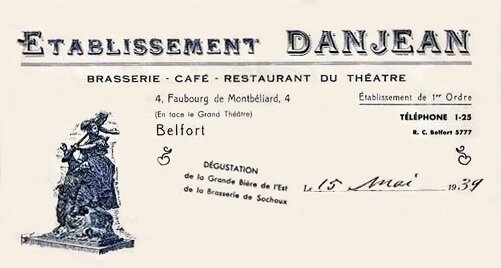 ETABLISSEMENT DANJEAN
BRASSERIE - CAFÉ - RESTAURANT DU THÉATRE
4, Faubourg de Montbéliard, 4
(En face le Grand Théâtre)
Belfort
Établissement de 1er Ordre
TÉLÉPHONE 1-25
R. C. Belfort 5777
DÉGUSTATION
de la Grande Bière de l'Est
de la Brasserie de Sochaux
Le 15 Mai 1939